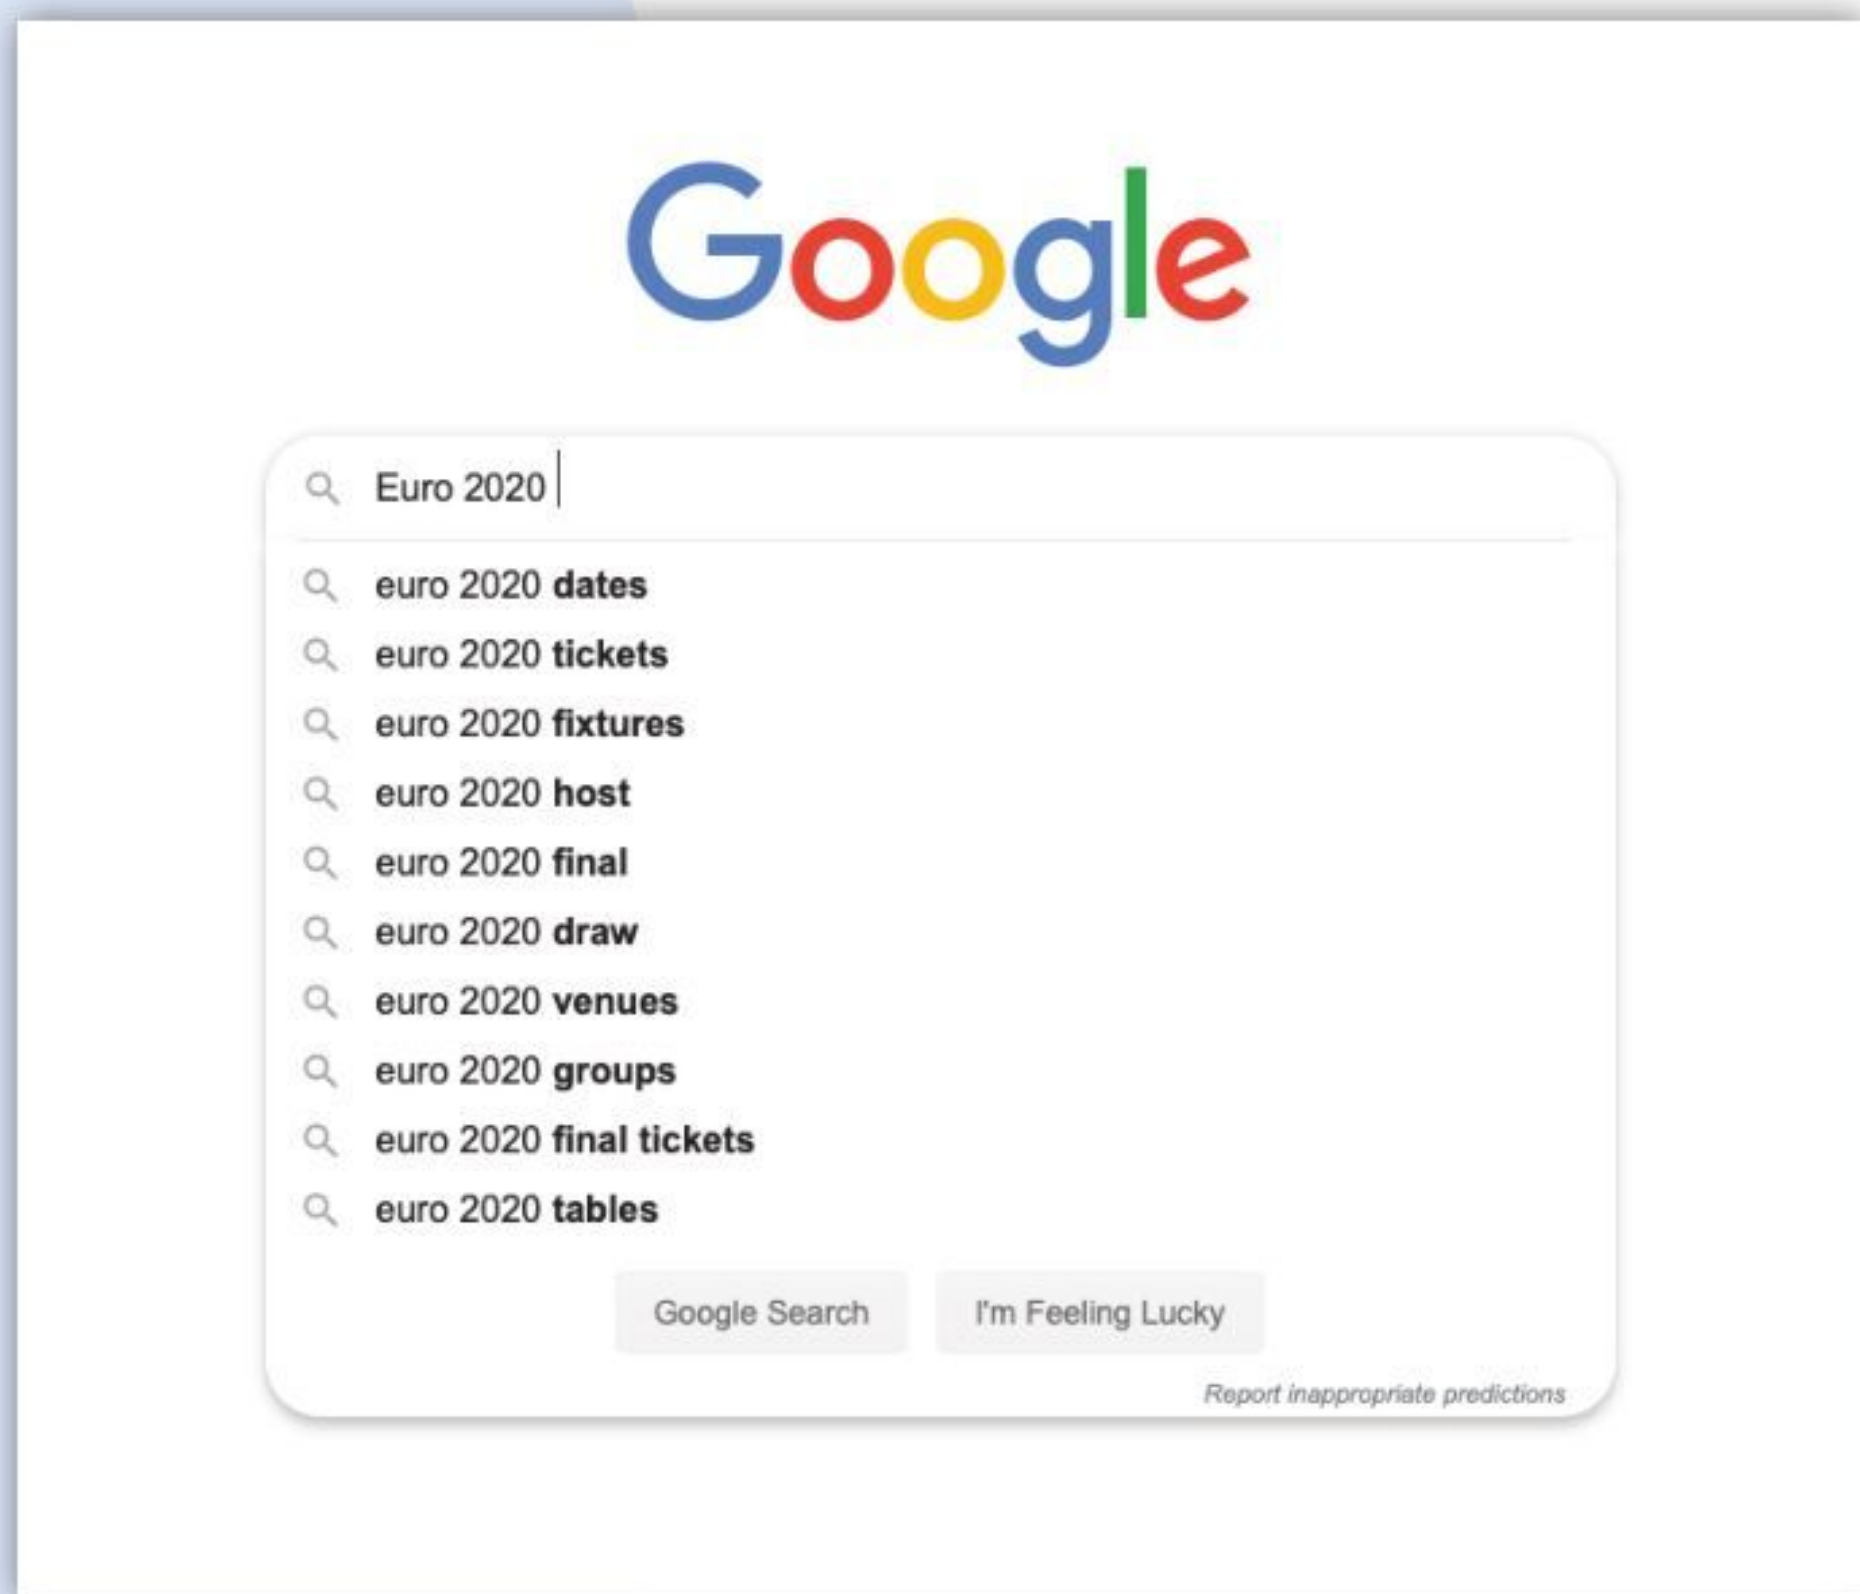 Google
Euro 2020
euro 2020 dates
euro 2020 tickets
euro 2020 fixtures
euro 2020 host
euro 2020 final
euro 2020 draw
euro 2020 venues
euro 2020 groups
euro 2020 final tickets
euro 2020 tables
Google Search I'm Feeling Lucky
Report inappropriate predictions